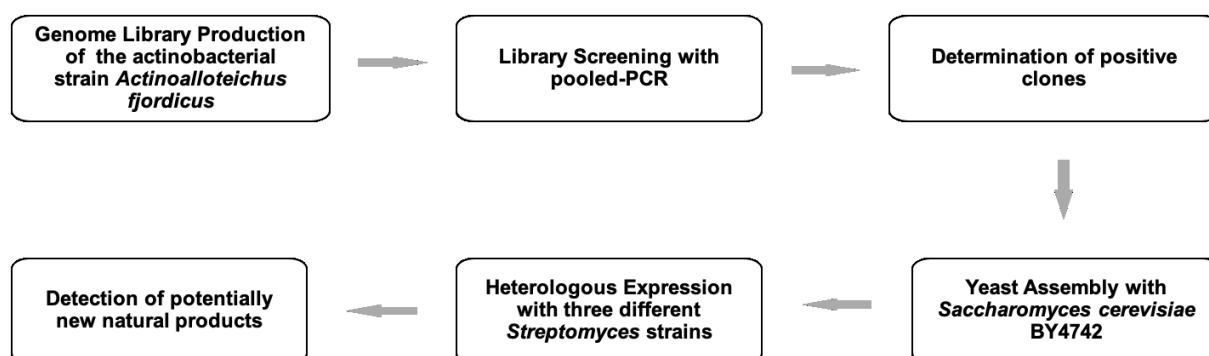 Genome Library Production
of the actinobacterial
strain Actinoalloteichus
fjordicus
Library Screening with
pooled-PCR
Determination of positive
clones
Yeast Assembly with
Saccharomyces cerevisiae
BY4742
Heterologous Expression
with three different
Streptomyces strains
Detection of potentially
new natural products